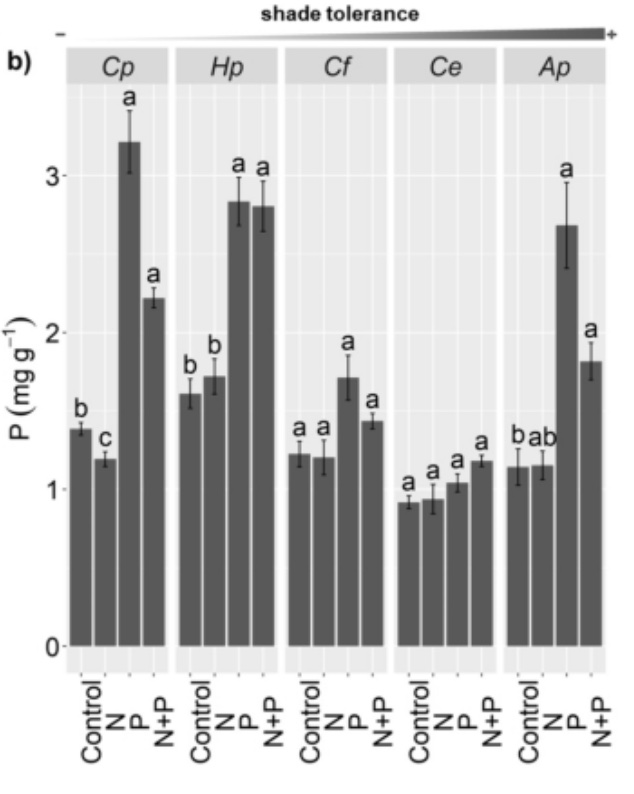 shade tolerance
− +
b)
Cp Hp Cf Ce Ap
a
a
b
c
b
b
a
a
a
a
a
a
a
a
a
a
b
ab
a
a
P (mg g⁻¹)
3
2
1
0
Control N P N+P Control N P N+P Control N P N+P Control N P N+P Control N P N+P